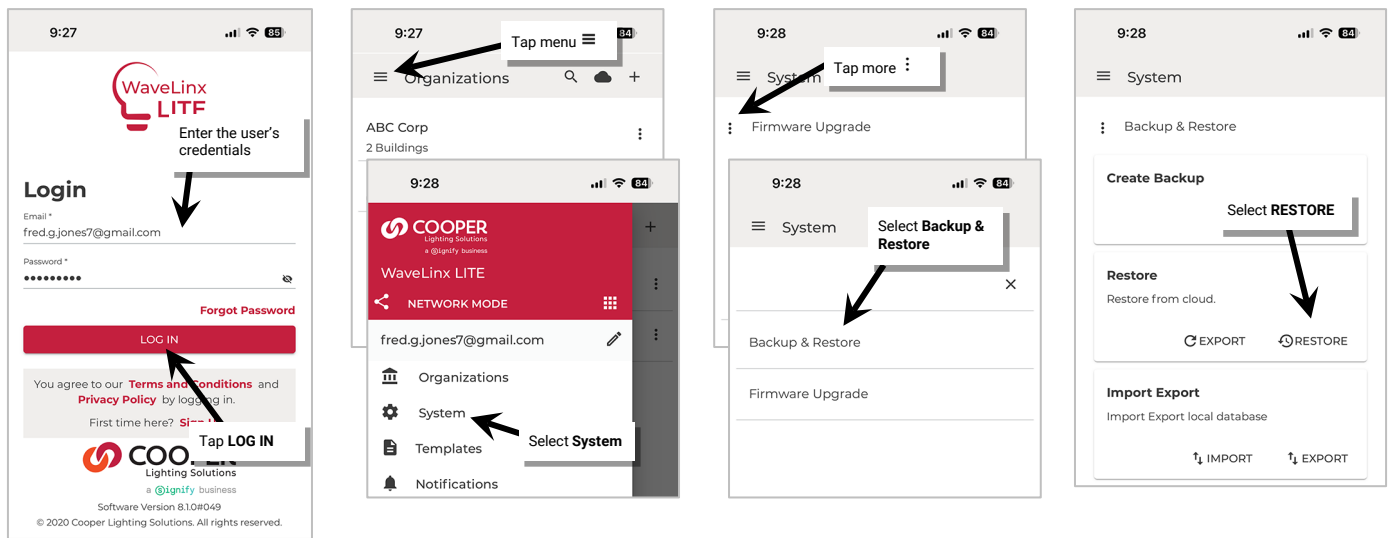 9:27
85
WaveLinx
LITE
Enter the user's
credentials
Login
Email *
fred.g.jones7@gmail.com
Password *
•••••••••
Forgot Password
LOG IN
You agree to our Terms and Conditions and
Privacy Policy by logging in.
First time here?
Tap LOG IN
COOPER
Lighting Solutions
a Signify business
Software Version 8.1.0#049
© 2020 Cooper Lighting Solutions. All rights reserved.
9:27
84
Tap menu
Organizations
ABC Corp
2 Buildings
9:28
84
COOPER
Lighting Solutions
a Signify business
WaveLinx LITE
NETWORK MODE
fred.g.jones7@gmail.com
Organizations
System
Select System
Templates
Notifications
9:28
84
Tap more
System
Firmware Upgrade
9:28
84
System
Select Backup &
Restore
Backup & Restore
Firmware Upgrade
9:28
84
System
Backup & Restore
Create Backup
Select RESTORE
Restore
Restore from cloud.
EXPORT RESTORE
Import Export
Import Export local database
IMPORT EXPORT